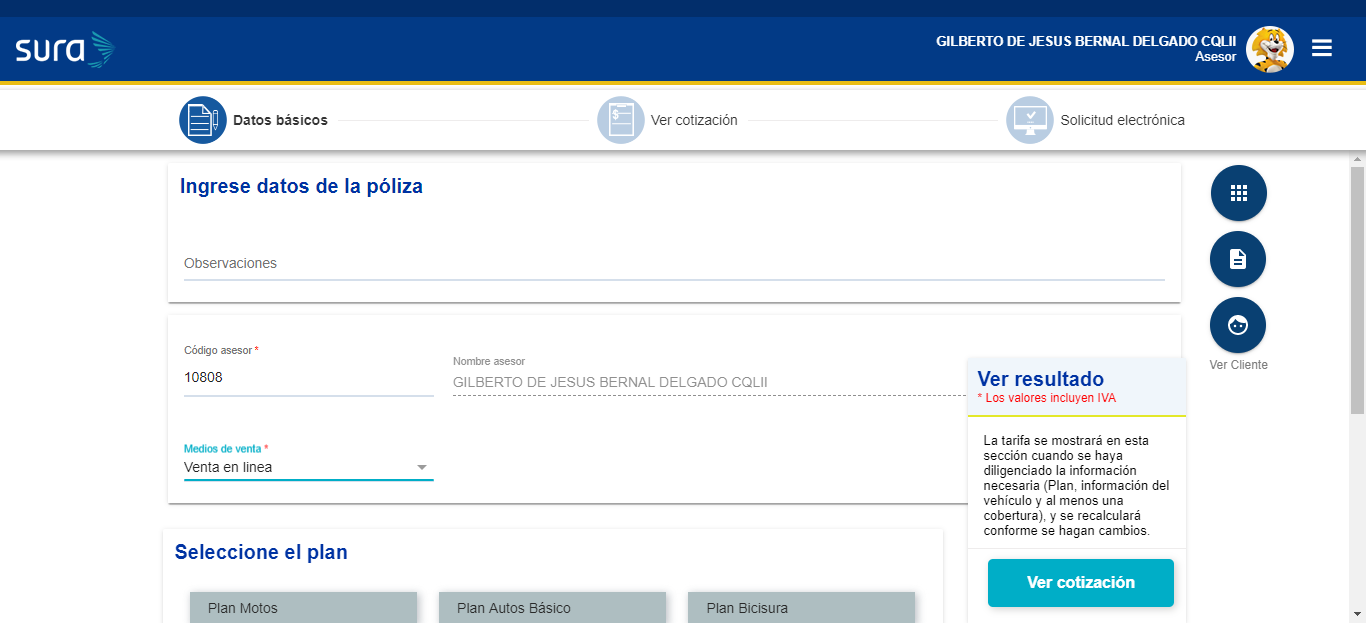 sura
GILBERTO DE JESUS BERNAL DELGADO CQLII
Asesor
Datos básicos
Ver cotización
Solicitud electrónica
Ingrese datos de la póliza
Observaciones
Código asesor *
10808
Nombre asesor
GILBERTO DE JESUS BERNAL DELGADO CQLII
Medios de venta *
Venta en linea
Ver Cliente
Ver resultado
* Los valores incluyen IVA
La tarifa se mostrará en esta
sección cuando se haya
diligenciado la información
necesaria (Plan, información del
vehículo y al menos una
cobertura), y se recalculará
conforme se hagan cambios.
Ver cotización
Seleccione el plan
Plan Motos
Plan Autos Básico
Plan Bicisura